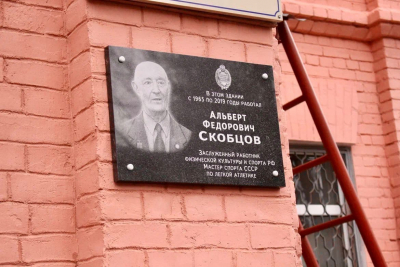 В этом здании
с 1965 по 2019 годы работал
Альберт
Федорович
Скобцов
Заслуженный работник
физической культуры и спорта РФ
Мастер спорта СССР
по легкой атлетике